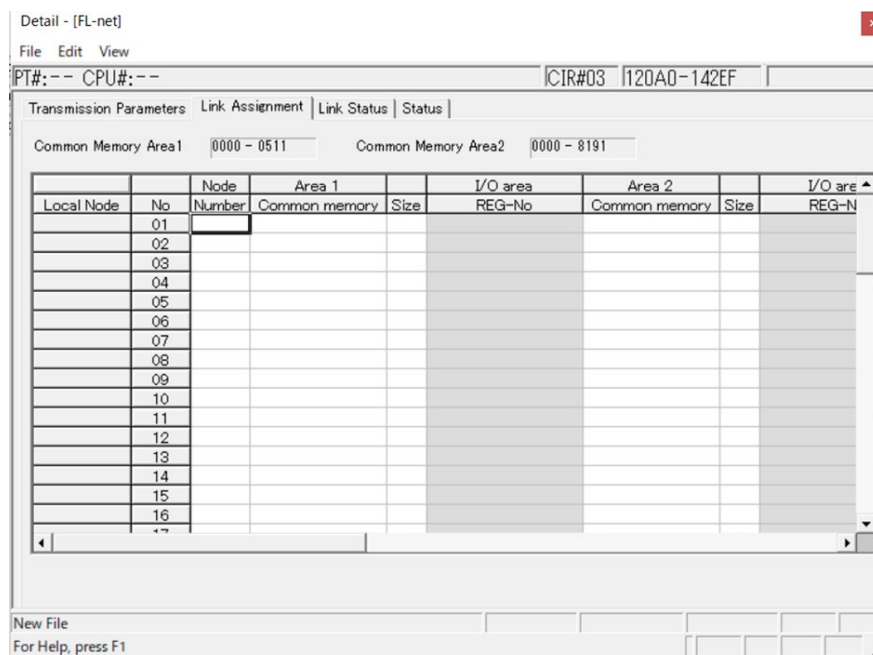 Detail - [FL-net]
File Edit View
PT#:-- CPU#:-- CIR#03 120A0-142EF
Transmission Parameters Link Assignment Link Status Status
Common Memory Area1 0000 - 0511 Common Memory Area2 0000 - 8191
Node Area 1 I/O area Area 2 I/O are
Local Node No Number Common memory Size REG-No Common memory Size REG-N
01
02
03
04
05
06
07
08
09
10
11
12
13
14
15
16
17
New File
For Help, press F1